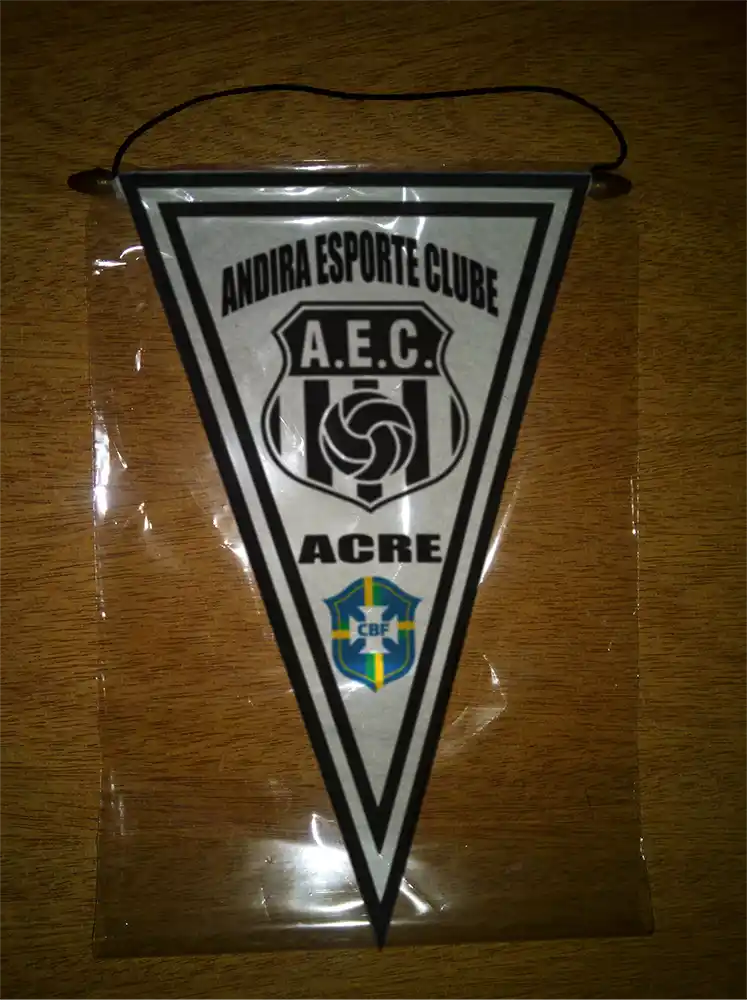 ANDIRA ESPORTE CLUBE
A.E.C.
ACRE
CBF